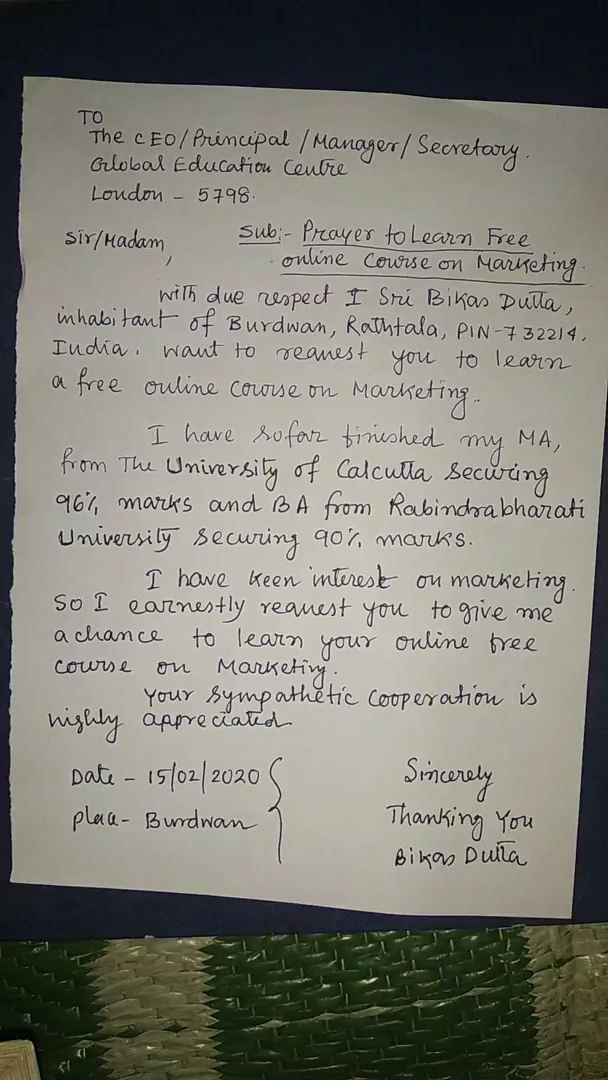 TO
The CEO/Principal/Manager/Secretary.
Global Education Centre
London - 5798.
Sir/Madam,
Sub:- Prayer to Learn Free
online Course on Marketing.
with due respect I Sri Bikas Dutta,
inhabitant of Burdwan, Rathtala, PIN-732214.
India. want to request you to learn
a free online course on Marketing..
I have sofar finished my MA,
from The University of Calcutta Securing
96% marks and BA from Rabindrabharati
University securing 90% marks.
I have keen interest on marketing.
So I earnestly request you to give me
a chance to learn your online free
course on Marketing.
Your Sympathetic Cooperation is
highly appreciated
Date - 15/02/2020
Place- Burdwan
Sincerely
Thanking You
Bikas Dutta